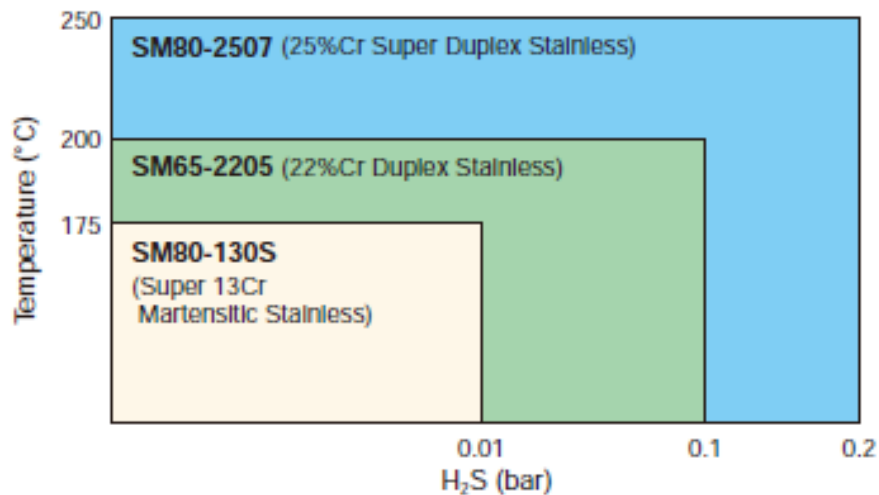 250
SM80-2507 (25%Cr Super Duplex Stainless)
200
SM65-2205 (22%Cr Duplex Stainless)
175
SM80-130S
(Super 13Cr
Martensitic Stainless)
Temperature (°C)
0.01 0.1 0.2
H₂S (bar)